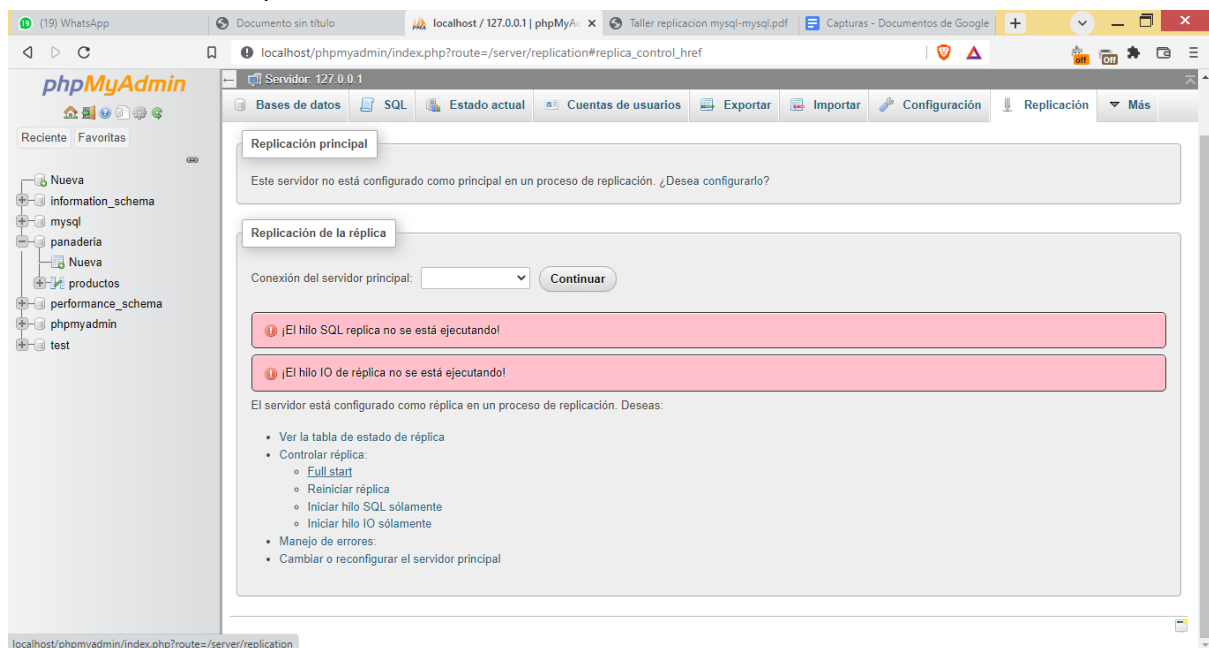 (19) WhatsApp
Documento sin título
localhost / 127.0.0.1 | phpMyAc
Taller replicacion mysql-mysql.pdf
Capturas - Documentos de Google
localhost/phpmyadmin/index.php?route=/server/replication#replica_control_href
off
Off
phpMyAdmin
Servidor: 127.0.0.1
Bases de datos
SQL
Estado actual
Cuentas de usuarios
Exportar
Importar
Configuración
Replicación
Más
Reciente
Favoritas
Nueva
information_schema
mysql
panaderia
Nueva
productos
performance_schema
phpmyadmin
test
Replicación principal
Este servidor no está configurado como principal en un proceso de replicación. ¿Desea configurarlo?
Replicación de la réplica
Conexión del servidor principal:
Continuar
¡El hilo SQL replica no se está ejecutando!
¡El hilo IO de réplica no se está ejecutando!
El servidor está configurado como réplica en un proceso de replicación. Deseas:
Ver la tabla de estado de réplica
Controlar réplica:
Full start
Reiniciar réplica
Iniciar hilo SQL sólamente
Iniciar hilo IO sólamente
Manejo de errores:
Cambiar o reconfigurar el servidor principal
localhost/phpmyadmin/index.php?route=/server/replication